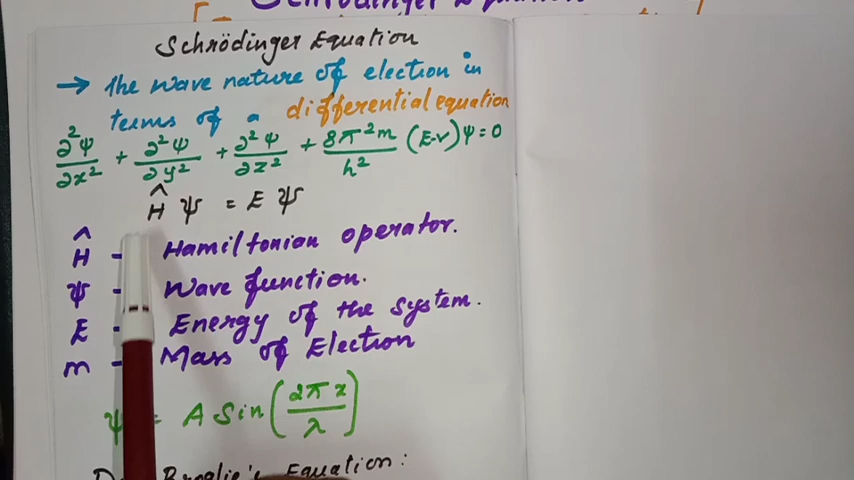 Schrödinger Equation
→ the wave nature of election in
terms of a differential equation
∂²ψ/∂x² + ∂²ψ/∂y² + ∂²ψ/∂z² + 8π²m/h² (E-V)ψ = 0
Ĥ ψ = E ψ
Ĥ - Hamiltonian operator.
ψ - Wave function.
E - Energy of the system.
m - Mass of Election
ψ = A Sin(2πx/λ)
Equation: